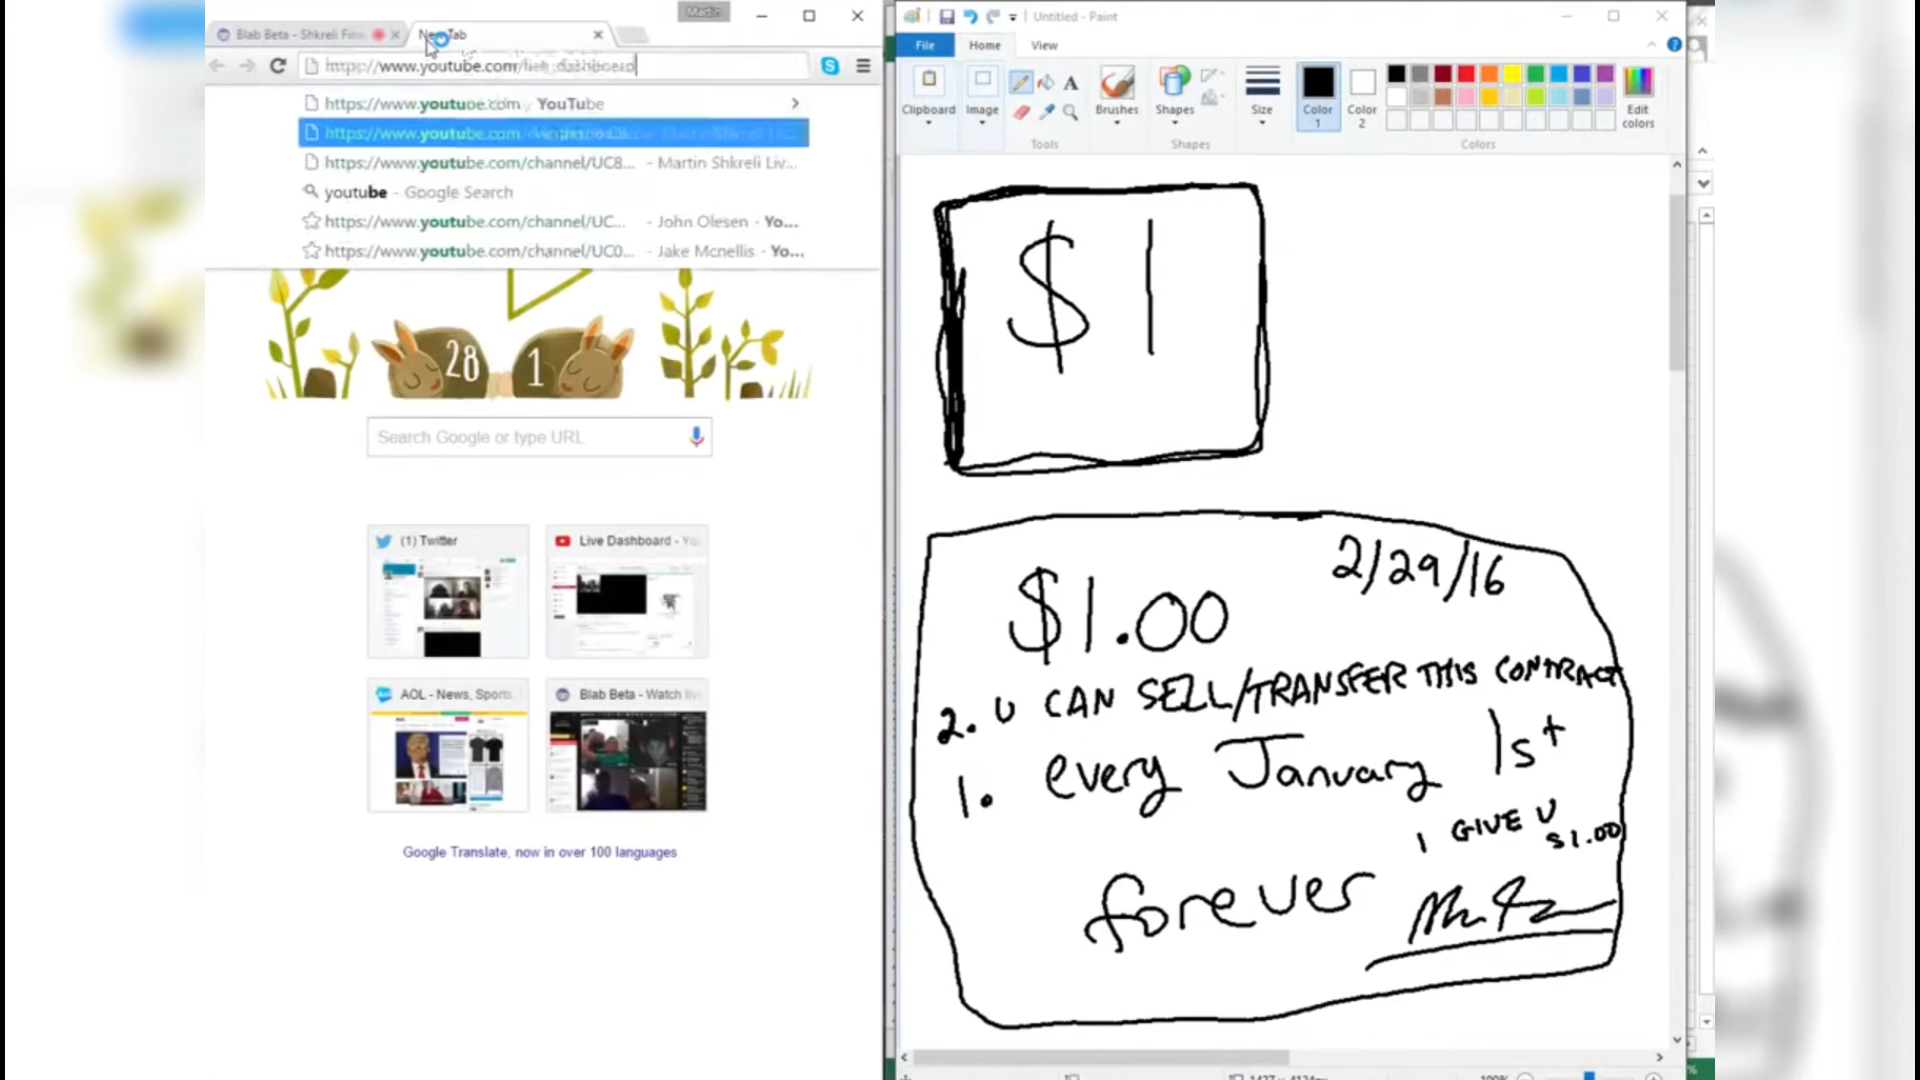 Martin
Blab Beta - Shkreli Fina
New Tab
https://www.youtube.com YouTube
https://www.youtube.com
https://www.youtube.com/channel/UC8... - Martin Shkreli Liv...
youtube - Google Search
https://www.youtube.com/channel/UC... - John Olesen - Yo...
https://www.youtube.com/channel/UC0... - Jake Mcnellis - Yo...
28 1
Search Google or type URL
(1) Twitter
Live Dashboard - Yo
AOL - News, Sports,
Blab Beta - Watch liv
Google Translate, now in over 100 languages
Untitled - Paint
File Home View
Clipboard
Image
Tools
Brushes
Shapes
Shapes
Size
Color 1
Color 2
Edit colors
Colors
$ 1
2/29/16
$1.00
2. U CAN SELL/TRANSFER THIS CONTRACT
1. every January 1st
I GIVE U
$1.00
forever
100%